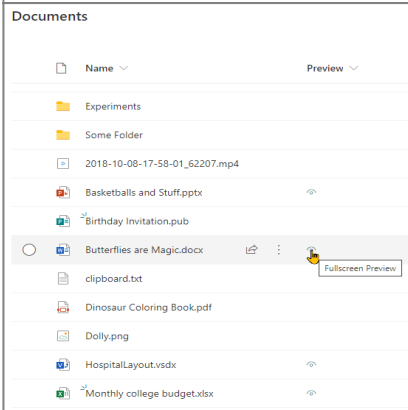 Documents
Name Preview
Experiments
Some Folder
2018-10-08-17-58-01_62207.mp4
Basketballs and Stuff.pptx
Birthday Invitation.pub
Butterflies are Magic.docx
Fullscreen Preview
clipboard.txt
Dinosaur Coloring Book.pdf
Dolly.png
HospitalLayout.vsdx
Monthly college budget.xlsx